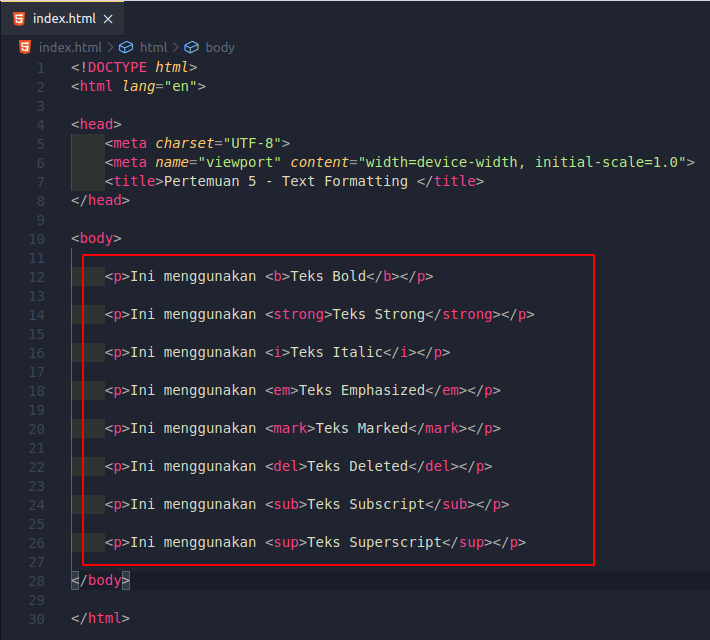 index.html ×
index.html > html > body
1 <!DOCTYPE html>
2 <html lang="en">
3
4 <head>
5     <meta charset="UTF-8">
6     <meta name="viewport" content="width=device-width, initial-scale=1.0">
7     <title>Pertemuan 5 - Text Formatting </title>
8 </head>
9
10 <body>
11
12     <p>Ini menggunakan <b>Teks Bold</b></p>
13
14     <p>Ini menggunakan <strong>Teks Strong</strong></p>
15
16     <p>Ini menggunakan <i>Teks Italic</i></p>
17
18     <p>Ini menggunakan <em>Teks Emphasized</em></p>
19
20     <p>Ini menggunakan <mark>Teks Marked</mark></p>
21
22     <p>Ini menggunakan <del>Teks Deleted</del></p>
23
24     <p>Ini menggunakan <sub>Teks Subscript</sub></p>
25
26     <p>Ini menggunakan <sup>Teks Superscript</sup></p>
27
28 </body>
29
30 </html>